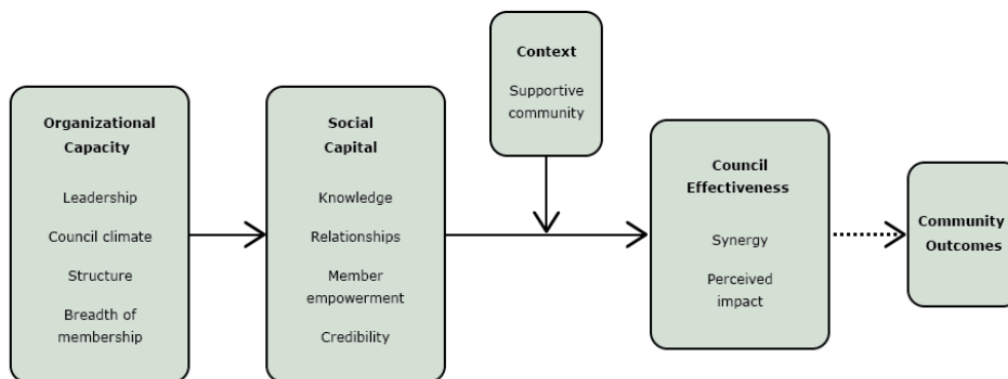 Organizational
Capacity
Leadership
Council climate
Structure
Breadth of
membership
Social
Capital
Knowledge
Relationships
Member
empowerment
Credibility
Context
Supportive
community
Council
Effectiveness
Synergy
Perceived
impact
Community
Outcomes